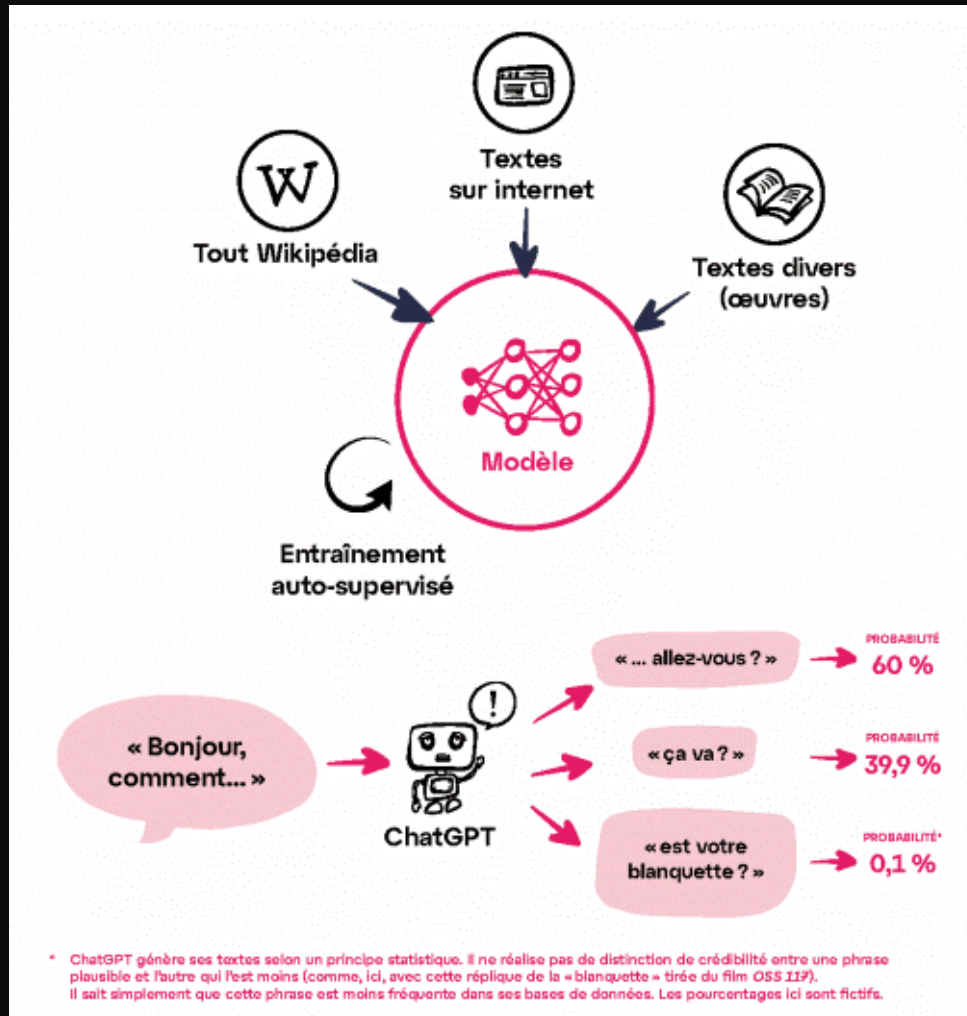 Textes
sur internet
W
Tout Wikipédia
Textes divers
(œuvres)
Modèle
Entraînement
auto-supervisé
« Bonjour,
comment... »
!
ChatGPT
« ... allez-vous ? »
PROBABILITÉ
60 %
« ça va ? »
PROBABILITÉ
39,9 %
« est votre
blanquette ? »
PROBABILITÉ*
0,1 %
* ChatGPT génère ses textes selon un principe statistique. Il ne réalise pas de distinction de crédibilité entre une phrase
plausible et l'autre qui l'est moins (comme, ici, avec cette réplique de la « blanquette » tirée du film OSS 117).
Il sait simplement que cette phrase est moins fréquente dans ses bases de données. Les pourcentages ici sont fictifs.